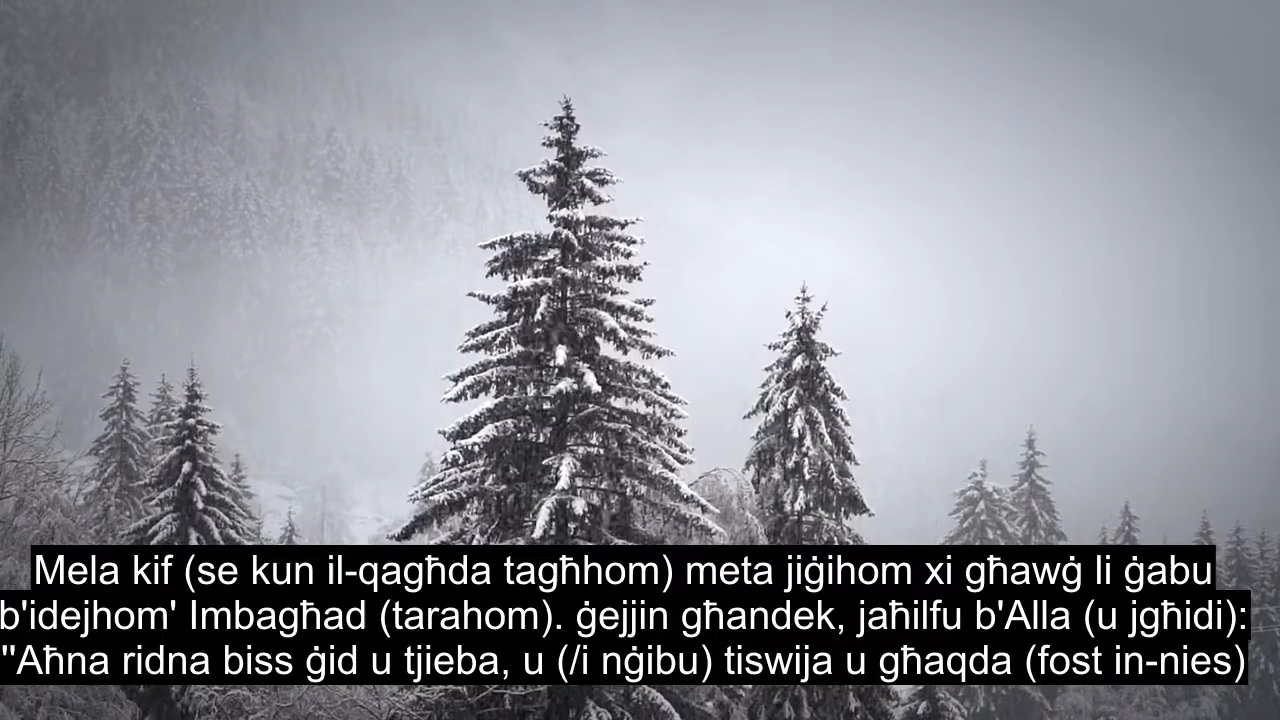 Mela kif (se kun il-qagħda tagħhom) meta jiġihom xi għawġ li ġabu
b'idejhom' Imbagħad (tarahom). ġejjin għandek, jaħilfu b'Alla (u jgħidi):
"Aħna ridna biss ġid u tjieba, u (/i nġibu) tiswija u għaqda (fost in-nies)